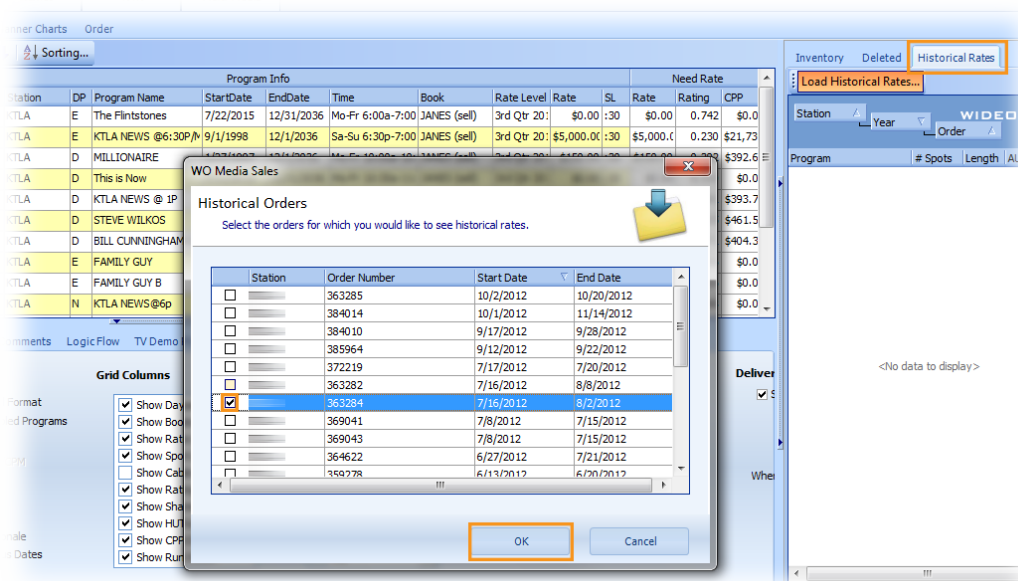 Charts Order
Sorting...
Inventory Deleted Historical Rates
Load Historical Rates...
Program Info Need Rate
Station DP Program Name StartDate EndDate Time Book Rate Level Rate SL Rate Rating CPP
Station Year Order WIDEO
Program # Spots Length
KTLA E The Flintstones 7/22/2015 12/31/2036 Mo-Fr 6:00a-7:00 JANES (sell) 3rd Qtr 20: $0.00 :30 $0.00 0.742 $0.0
KTLA E KTLA NEWS @6:30P/ 9/1/1998 12/1/2036 Sa-Su 6:30p-7:00 JANES (sell) 3rd Qtr 20: $5,000.00 :30 $5,000.( 0.230 $21,73
KTLA D MILLIONAIRE $392.6
KTLA D This is Now $0.0
KTLA D KTLA NEWS @ 1P $393.7
KTLA D STEVE WILKOS $461.5
KTLA D BILL CUNNINGHAM $404.3
KTLA E FAMILY GUY $0.0
KTLA E FAMILY GUY B $0.0
KTLA N KTLA NEWS@6p $0.0
WO Media Sales
Historical Orders
Select the orders for which you would like to see historical rates.
Station Order Number Start Date End Date
363285 10/2/2012 10/20/2012
384014 10/1/2012 11/14/2012
384010 9/17/2012 9/28/2012
385964 9/12/2012 9/22/2012
372219 7/17/2012 7/20/2012
363282 7/16/2012 8/8/2012
363284 7/16/2012 8/2/2012
369041 7/8/2012 7/15/2012
369043 7/8/2012 7/15/2012
364622 6/27/2012 7/21/2012
359278 6/13/2012 6/20/2012
OK Cancel
<No data to display>
Logic Flow TV Demo
Grid Columns
Format
Programs
Show Day
Show Boo
Show Rat
Show Spo
Show Cab
Show Rat
Show Sha
Show HUT
Show CPP
Show Run
Dates
Deliver
Wher